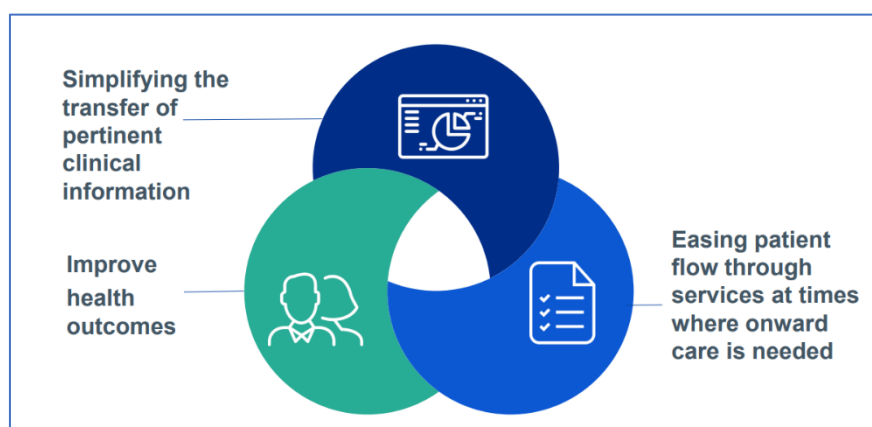 Simplifying the
transfer of
pertinent
clinical
information
Improve
health
outcomes
Easing patient
flow through
services at times
where onward
care is needed